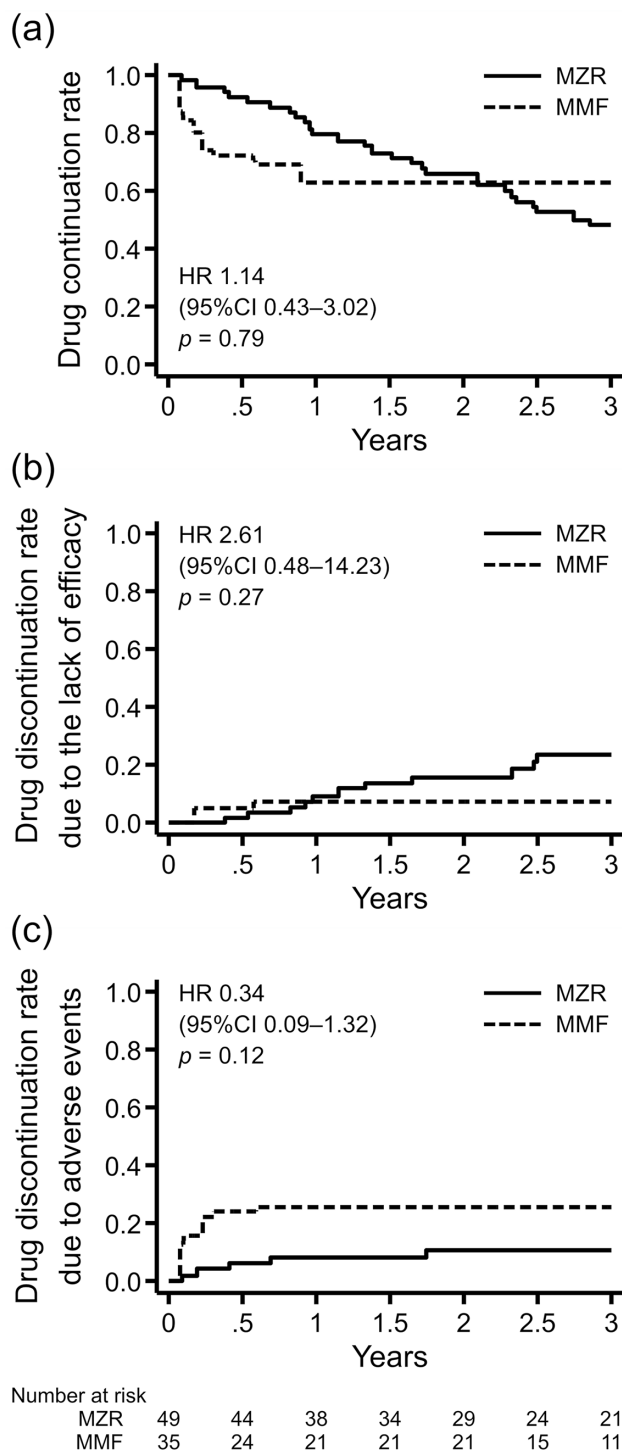 (a)
Drug continuation rate
1.0
0.8
0.6
0.4
0.2
0.0
MZR
MMF
HR 1.14
(95%CI 0.43–3.02)
p = 0.79
0 .5 1 1.5 2 2.5 3
Years
(b)
Drug discontinuation rate
due to the lack of efficacy
1.0
0.8
0.6
0.4
0.2
0.0
HR 2.61
(95%CI 0.48–14.23)
p = 0.27
MZR
MMF
0 .5 1 1.5 2 2.5 3
Years
(c)
Drug discontinuation rate
due to adverse events
1.0
0.8
0.6
0.4
0.2
0.0
HR 0.34
(95%CI 0.09–1.32)
p = 0.12
MZR
MMF
0 .5 1 1.5 2 2.5 3
Years
Number at risk
MZR 49 44 38 34 29 24 21
MMF 35 24 21 21 21 15 11